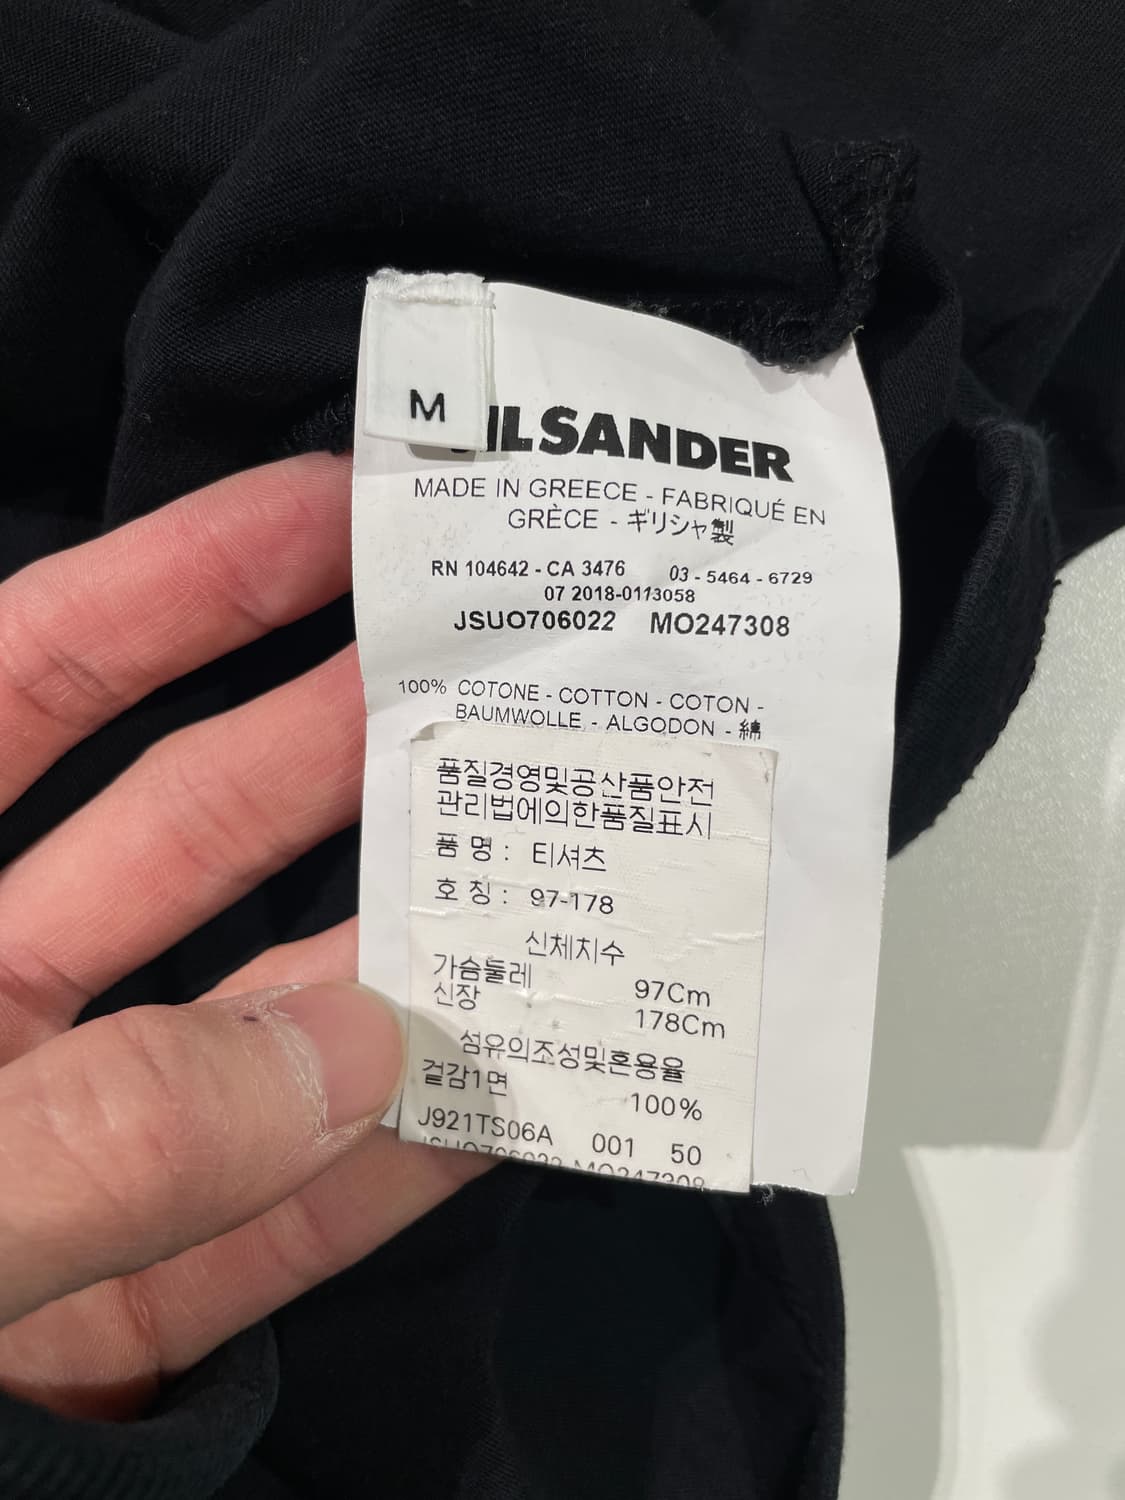 M
JIL SANDER
MADE IN GREECE - FABRIQUÉ EN
GRÈCE - ギリシャ製
RN 104642 - CA 3476 03 - 5464 - 6729
07 2018-0113058
JSUO706022 MO247308
100% COTONE - COTTON - COTON -
BAUMWOLLE - ALGODON - 綿
품질경영및공산품안전
관리법에의한품질표시
품 명 : 티셔츠
호 칭 : 97-178
신체치수
가슴둘레 97Cm
신장 178Cm
섬유의조성및혼용율
겉감1면 100%
J921TS06A 001 50
JSUO706022 MO247308